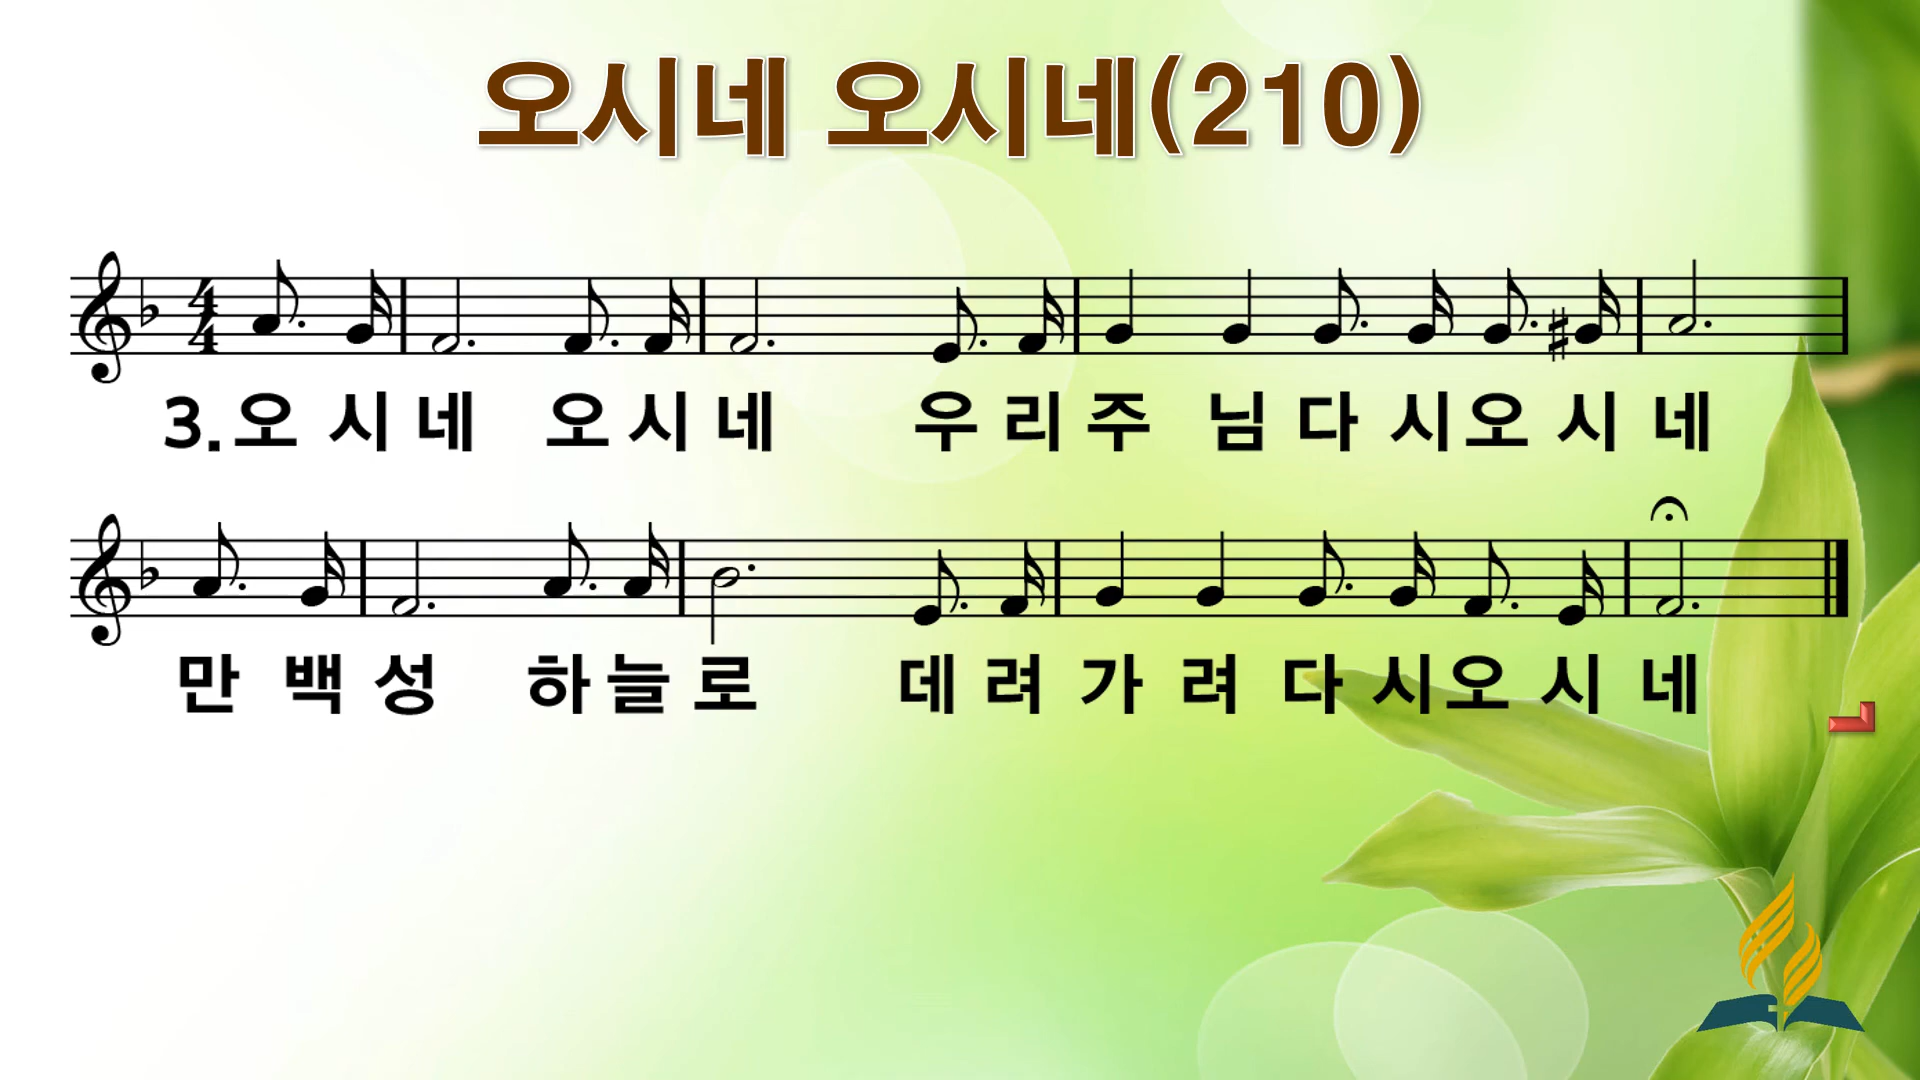 오시네 오시네(210)
3.오 시 네 오 시 네 우 리 주 님 다 시 오 시 네
만 백 성 하 늘 로 데 려 가 려 다 시 오 시 네